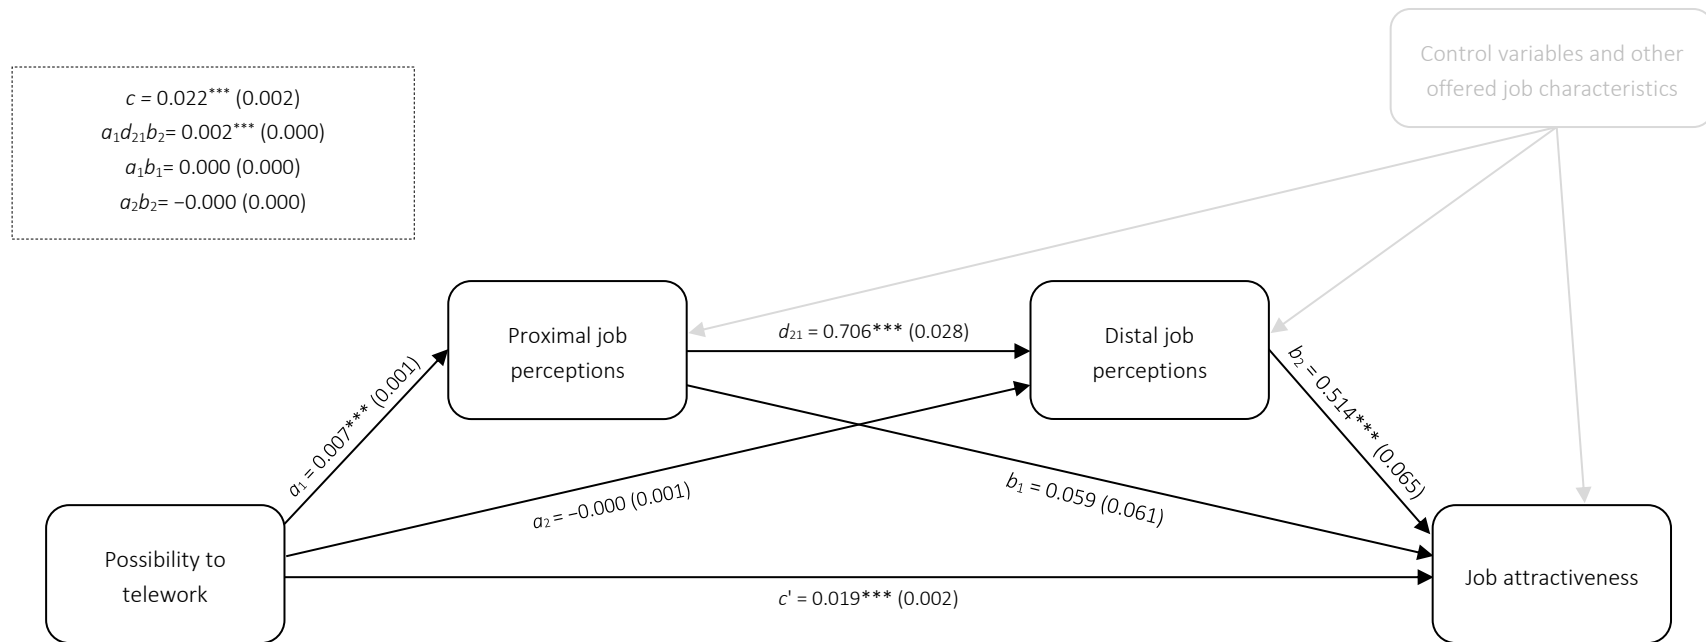 Control variables and other
offered job characteristics
c = 0.022*** (0.002)
a₁d₂₁b₂= 0.002*** (0.000)
a₁b₁= 0.000 (0.000)
a₂b₂= −0.000 (0.000)
Proximal job
perceptions
d₂₁ = 0.706*** (0.028)
Distal job
perceptions
a₁ = 0.007*** (0.001)
b₂ = 0.514*** (0.065)
a₂ = −0.000 (0.001)
b₁ = 0.059 (0.061)
Possibility to
telework
c' = 0.019*** (0.002)
Job attractiveness